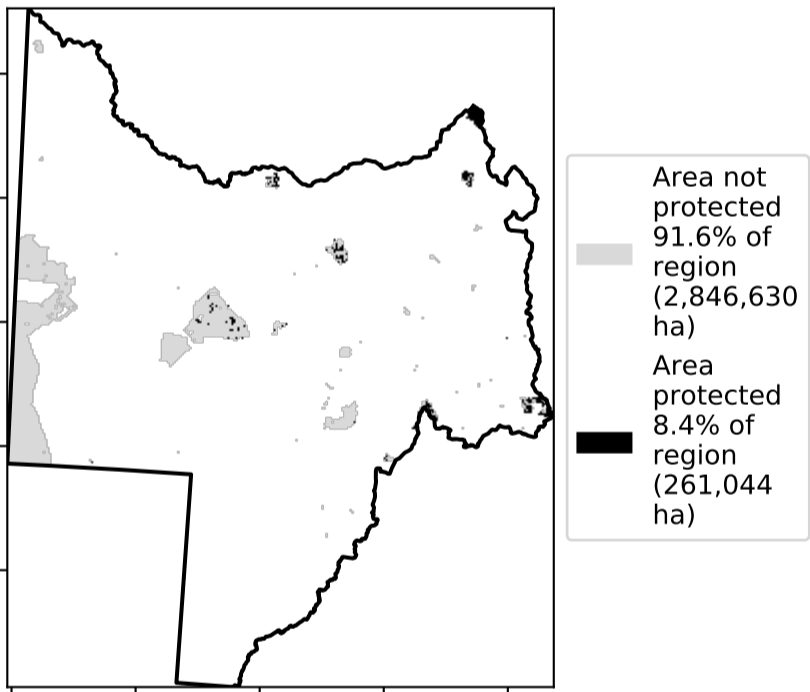 Area not
protected
91.6% of
region
(2,846,630
ha)
Area
protected
8.4% of
region
(261,044
ha)